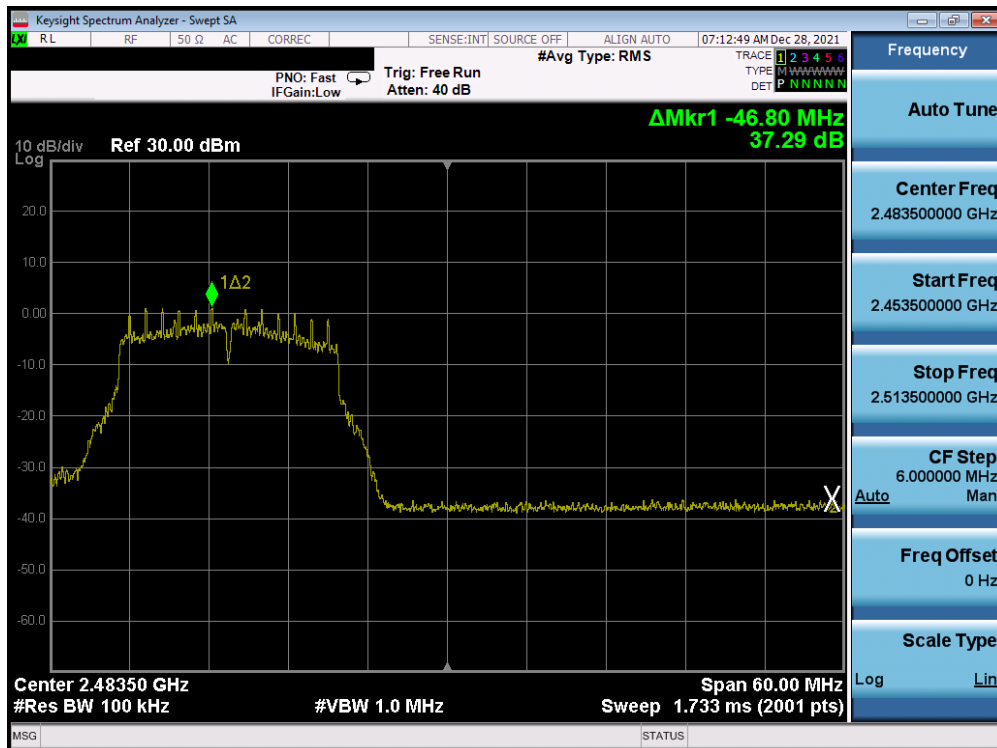 Keysight Spectrum Analyzer - Swept SA
LXI RL RF 50 Ω AC CORREC SENSE:INT SOURCE OFF ALIGN AUTO 07:12:49 AM Dec 28, 2021
PNO: Fast
IFGain:Low
Trig: Free Run
Atten: 40 dB
#Avg Type: RMS
TRACE 1 2 3 4 5 6
TYPE M W W W W W
DET P N N N N N
ΔMkr1 -46.80 MHz
37.29 dB
10 dB/div Ref 30.00 dBm
Log
20.0
10.0
0.00
-10.0
-20.0
-30.0
-40.0
-50.0
-60.0
1Δ2
X
Center 2.48350 GHz Span 60.00 MHz
#Res BW 100 kHz #VBW 1.0 MHz Sweep 1.733 ms (2001 pts)
MSG STATUS
Frequency
Auto Tune
Center Freq
2.483500000 GHz
Start Freq
2.453500000 GHz
Stop Freq
2.513500000 GHz
CF Step
6.000000 MHz
Auto Man
Freq Offset
0 Hz
Scale Type
Log Lin